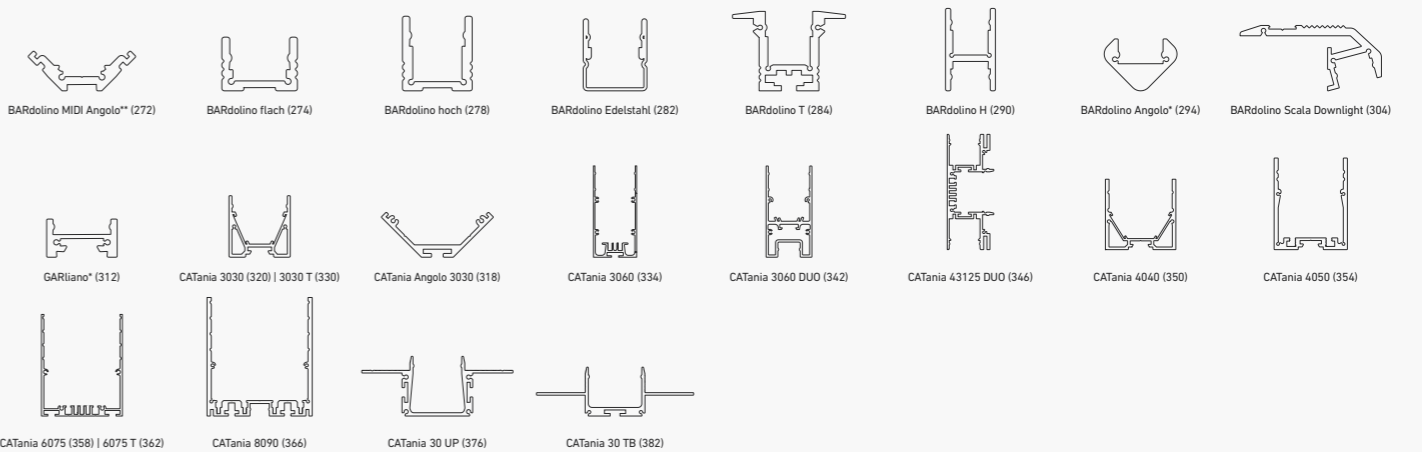 BARdolino MIDI Angolo** (272)
BARdolino flach (274)
BARdolino hoch (278)
BARdolino Edelstahl (282)
BARdolino T (284)
BARdolino H (290)
BARdolino Angolo* (294)
BARdolino Scala Downlight (304)
GARliano* (312)
CATania 3030 (320) | 3030 T (330)
CATania Angolo 3030 (318)
CATania 3060 (334)
CATania 3060 DUO (342)
CATania 43125 DUO (346)
CATania 4040 (350)
CATania 4050 (354)
CATania 6075 (358) | 6075 T (362)
CATania 8090 (366)
CATania 30 UP (376)
CATania 30 TB (382)